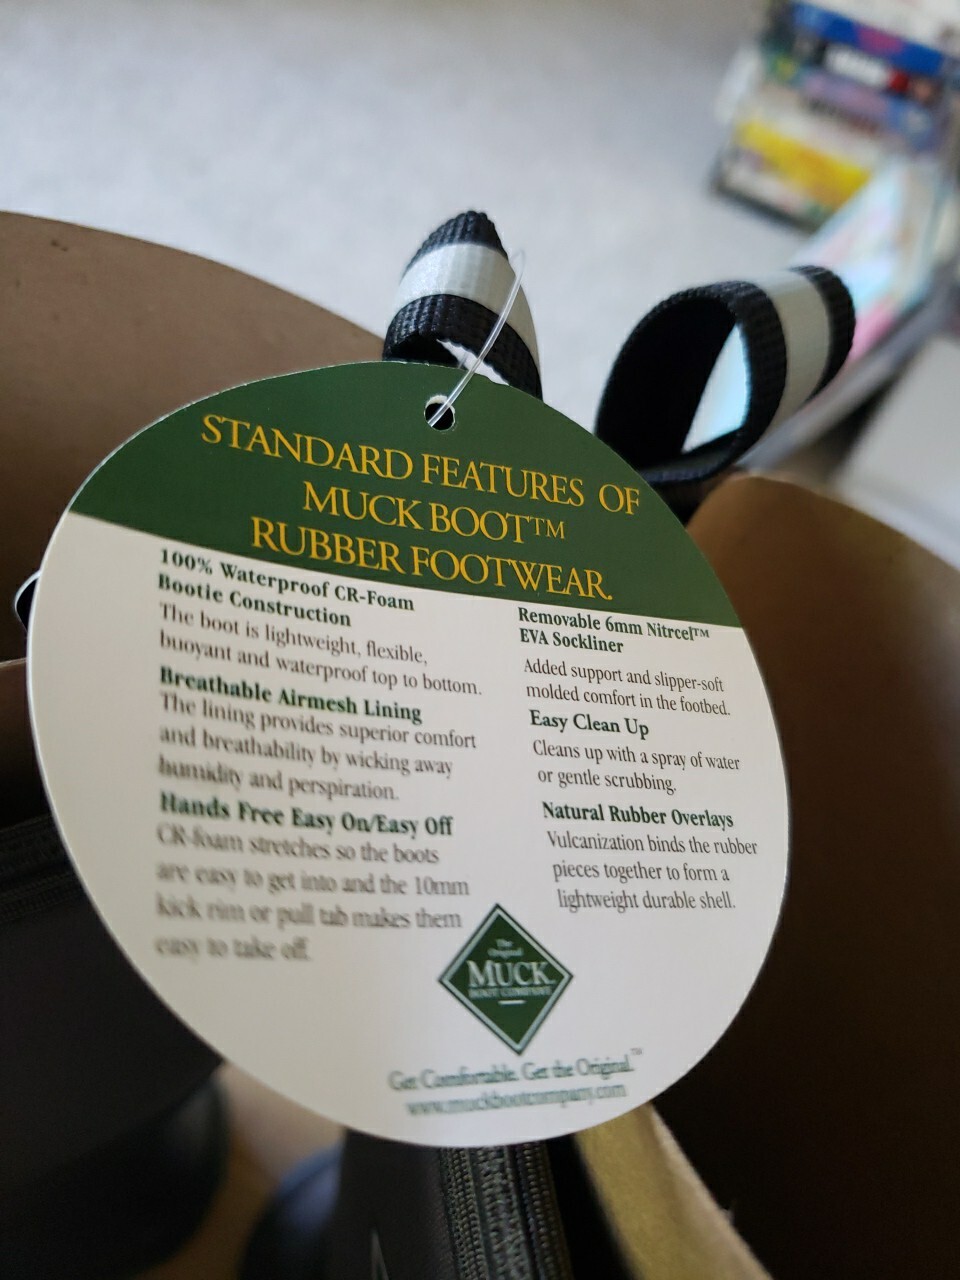 STANDARD FEATURES OF
MUCK BOOT™
RUBBER FOOTWEAR.
100% Waterproof CR-Foam
Bootie Construction
The boot is lightweight, flexible,
buoyant and waterproof top to bottom.
Breathable Airmesh Lining
The lining provides superior comfort
and breathability by wicking away
humidity and perspiration.
Hands Free Easy On/Easy Off
CR-foam stretches so the boots
are easy to get into and the 10mm
kick rim or pull tab makes them
easy to take off.
Removable 6mm Nitrcel™
EVA Sockliner
Added support and slipper-soft
molded comfort in the footbed.
Easy Clean Up
Cleans up with a spray of water
or gentle scrubbing.
Natural Rubber Overlays
Vulcanization binds the rubber
pieces together to form a
lightweight durable shell.
The
Original
MUCK
BOOT COMPANY
Get Comfortable. Get the Original.™
www.muckbootcompany.com